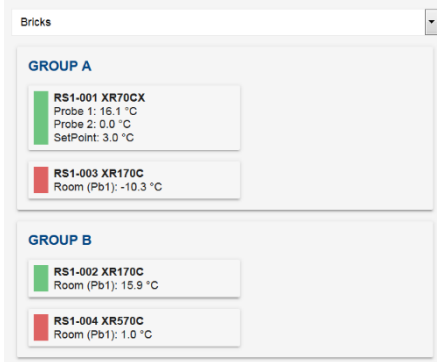 Bricks
GROUP A
RS1-001 XR70CX
Probe 1: 16.1 °C
Probe 2: 0.0 °C
SetPoint: 3.0 °C
RS1-003 XR170C
Room (Pb1): -10.3 °C
GROUP B
RS1-002 XR170C
Room (Pb1): 15.9 °C
RS1-004 XR570C
Room (Pb1): 1.0 °C